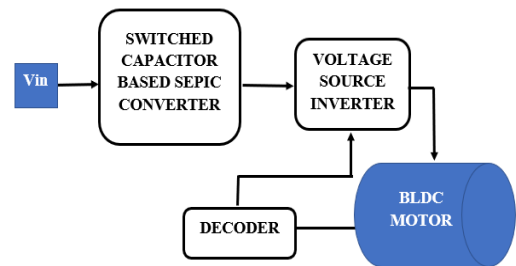 Vin
SWITCHED
CAPACITOR
BASED SEPIC
CONVERTER
VOLTAGE
SOURCE
INVERTER
BLDC
MOTOR
DECODER